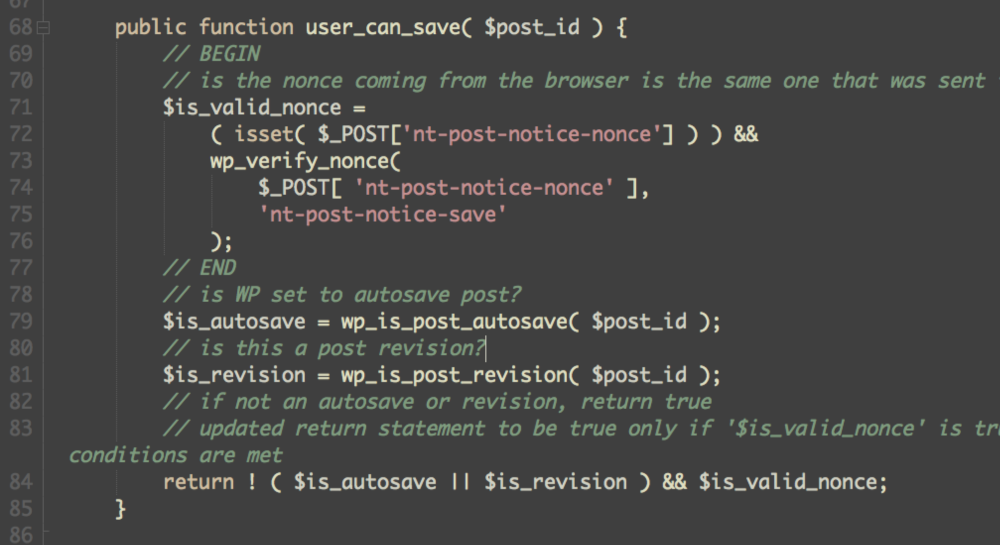 67
68 public function user_can_save( $post_id ) {
69 // BEGIN
70 // is the nonce coming from the browser is the same one that was sent
71 $is_valid_nonce =
72 ( isset( $_POST['nt-post-notice-nonce'] ) ) &&
73 wp_verify_nonce(
74 $_POST[ 'nt-post-notice-nonce' ],
75 'nt-post-notice-save'
76 );
77 // END
78 // is WP set to autosave post?
79 $is_autosave = wp_is_post_autosave( $post_id );
80 // is this a post revision?
81 $is_revision = wp_is_post_revision( $post_id );
82 // if not an autosave or revision, return true
83 // updated return statement to be true only if '$is_valid_nonce' is
conditions are met
84 return ! ( $is_autosave || $is_revision ) && $is_valid_nonce;
85 }
86